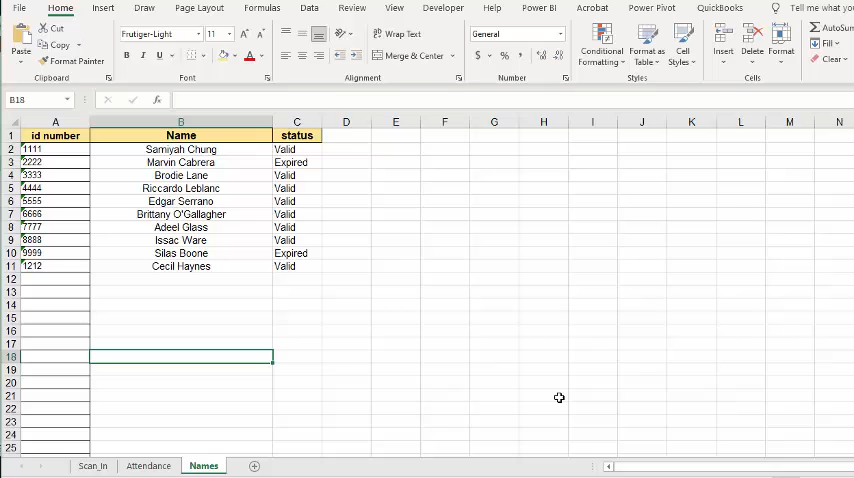 File Home Insert Draw Page Layout Formulas Data Review View Developer Help Power BI Acrobat Power Pivot QuickBooks Tell me what you
Paste Cut Copy Format Painter
Frutiger-Light 11 A A
B I U
Wrap Text
Merge & Center
General
$ % ,
Conditional Formatting Format as Table Cell Styles
Insert Delete Format
AutoSum
Fill
Clear
Clipboard Font Alignment Number Styles Cells
B18 fx
A B C D E F G H I J K L M N
1 id number Name status
2 1111 Samiyah Chung Valid
3 2222 Marvin Cabrera Expired
4 3333 Brodie Lane Valid
5 4444 Riccardo Leblanc Valid
6 5555 Edgar Serrano Valid
7 6666 Brittany O'Gallagher Valid
8 7777 Adeel Glass Valid
9 8888 Issac Ware Valid
10 9999 Silas Boone Expired
11 1212 Cecil Haynes Valid
12
13
14
15
16
17
18
19
20
21
22
23
24
25
Scan_In Attendance Names